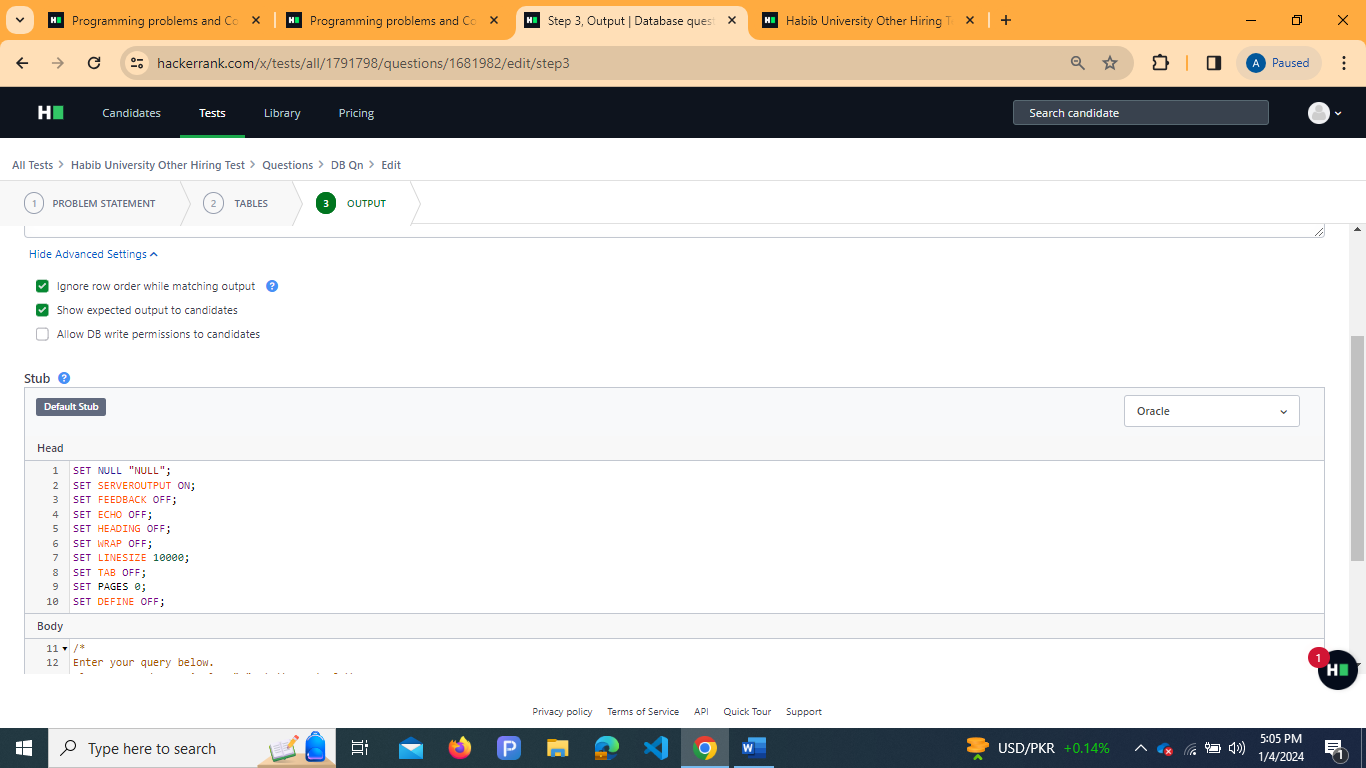 Programming problems and Co
Programming problems and Co
Step 3, Output | Database quest
Habib University Other Hiring T
hackerrank.com/x/tests/all/1791798/questions/1681982/edit/step3
A Paused
H
Candidates
Tests
Library
Pricing
Search candidate
All Tests > Habib University Other Hiring Test > Questions > DB Qn > Edit
1 PROBLEM STATEMENT
2 TABLES
3 OUTPUT
Hide Advanced Settings
Ignore row order while matching output ?
Show expected output to candidates
Allow DB write permissions to candidates
Stub ?
Default Stub
Oracle
Head
1 SET NULL "NULL";
2 SET SERVEROUTPUT ON;
3 SET FEEDBACK OFF;
4 SET ECHO OFF;
5 SET HEADING OFF;
6 SET WRAP OFF;
7 SET LINESIZE 10000;
8 SET TAB OFF;
9 SET PAGES 0;
10 SET DEFINE OFF;
Body
11 /*
12 Enter your query below.
1
H
Privacy policy Terms of Service API Quick Tour Support
Type here to search
USD/PKR +0.14%
5:05 PM
1/4/2024
1